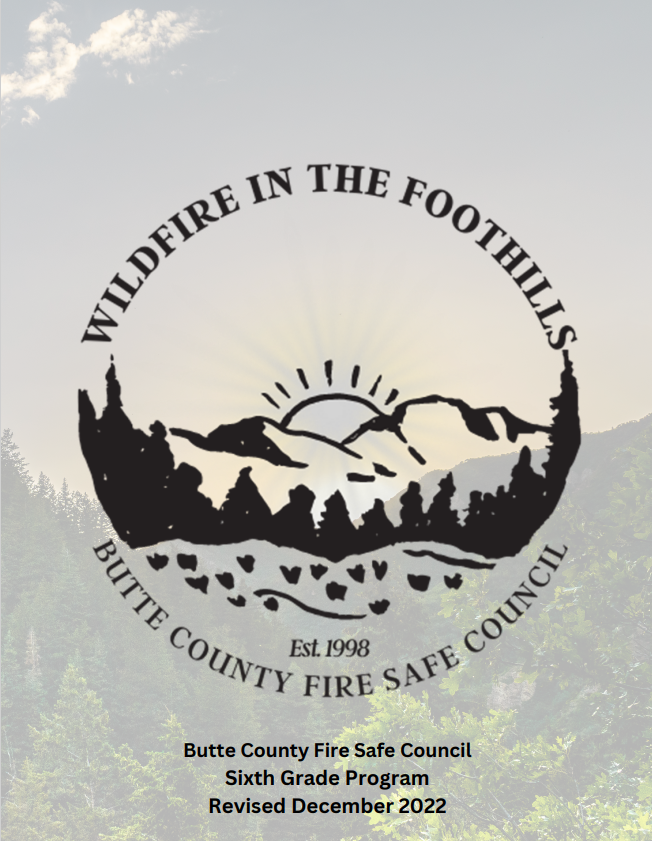 WILDFIRE IN THE FOOTHILLS
Est. 1998
BUTTE COUNTY FIRE SAFE COUNCIL
Butte County Fire Safe Council
Sixth Grade Program
Revised December 2022